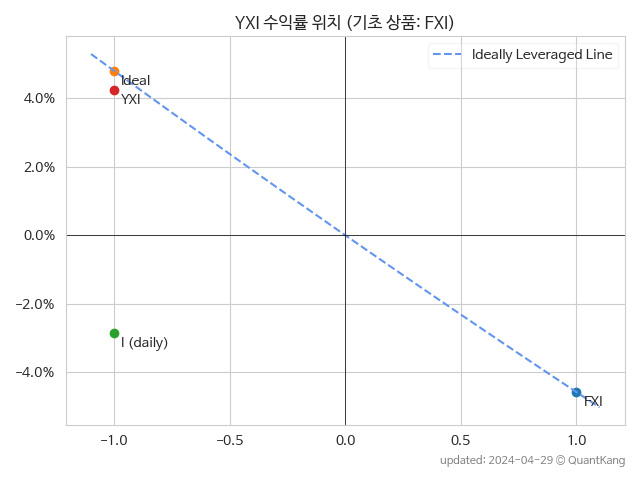 YXI 수익률 위치 (기초 상품: FXI)
Ideally Leveraged Line
4.0%
2.0%
0.0%
−2.0%
−4.0%
Ideal
YXI
I (daily)
FXI
−1.0
−0.5
0.0
0.5
1.0
updated: 2024-04-29 © QuantKang